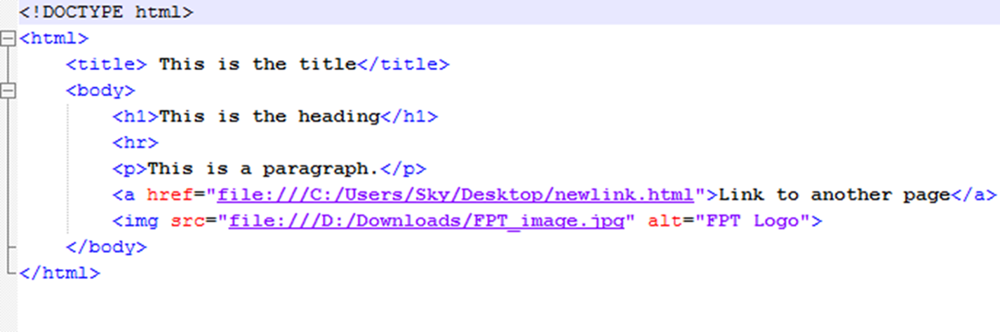 <!DOCTYPE html>
<html>
    <title> This is the title</title>
    <body>
        <h1>This is the heading</h1>
        <hr>
        <p>This is a paragraph.</p>
        <a href="file:///C:/Users/Sky/Desktop/newlink.html">Link to another page</a>
        <img src="file:///D:/Downloads/FPT_image.jpg" alt="FPT Logo">
    </body>
</html>